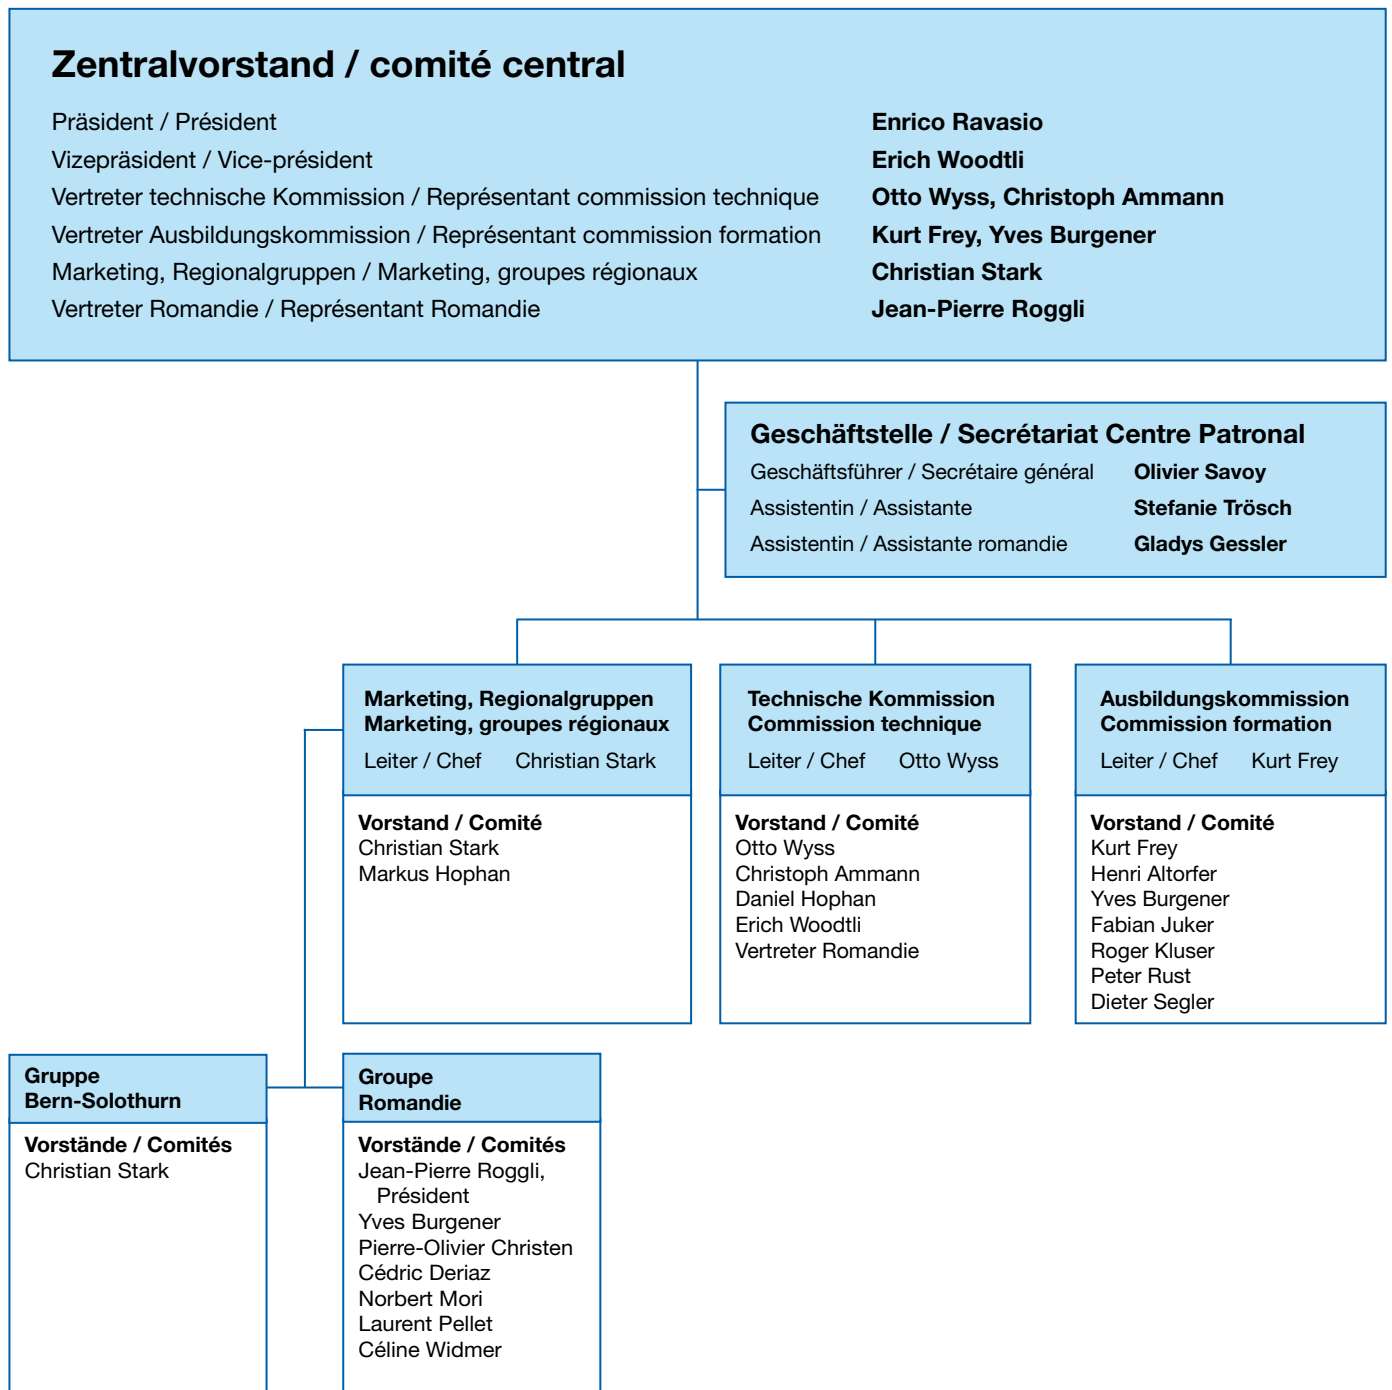 Zentralvorstand / comité central
Präsident / Président Enrico Ravasio
Vizepräsident / Vice-président Erich Woodtli
Vertreter technische Kommission / Représentant commission technique Otto Wyss, Christoph Ammann
Vertreter Ausbildungskommission / Représentant commission formation Kurt Frey, Yves Burgener
Marketing, Regionalgruppen / Marketing, groupes régionaux Christian Stark
Vertreter Romandie / Représentant Romandie Jean-Pierre Roggli
Geschäftstelle / Secrétariat Centre Patronal
Geschäftsführer / Secrétaire général Olivier Savoy
Assistentin / Assistante Stefanie Trösch
Assistentin / Assistante romandie Gladys Gessler
Marketing, Regionalgruppen
Marketing, groupes régionaux
Leiter / Chef Christian Stark
Vorstand / Comité
Christian Stark
Markus Hophan
Technische Kommission
Commission technique
Leiter / Chef Otto Wyss
Vorstand / Comité
Otto Wyss
Christoph Ammann
Daniel Hophan
Erich Woodtli
Vertreter Romandie
Ausbildungskommission
Commission formation
Leiter / Chef Kurt Frey
Vorstand / Comité
Kurt Frey
Henri Altorfer
Yves Burgener
Fabian Juker
Roger Kluser
Peter Rust
Dieter Segler
Gruppe
Bern-Solothurn
Vorstände / Comités
Christian Stark
Groupe
Romandie
Vorstände / Comités
Jean-Pierre Roggli,
Président
Yves Burgener
Pierre-Olivier Christen
Cédric Deriaz
Norbert Mori
Laurent Pellet
Céline Widmer